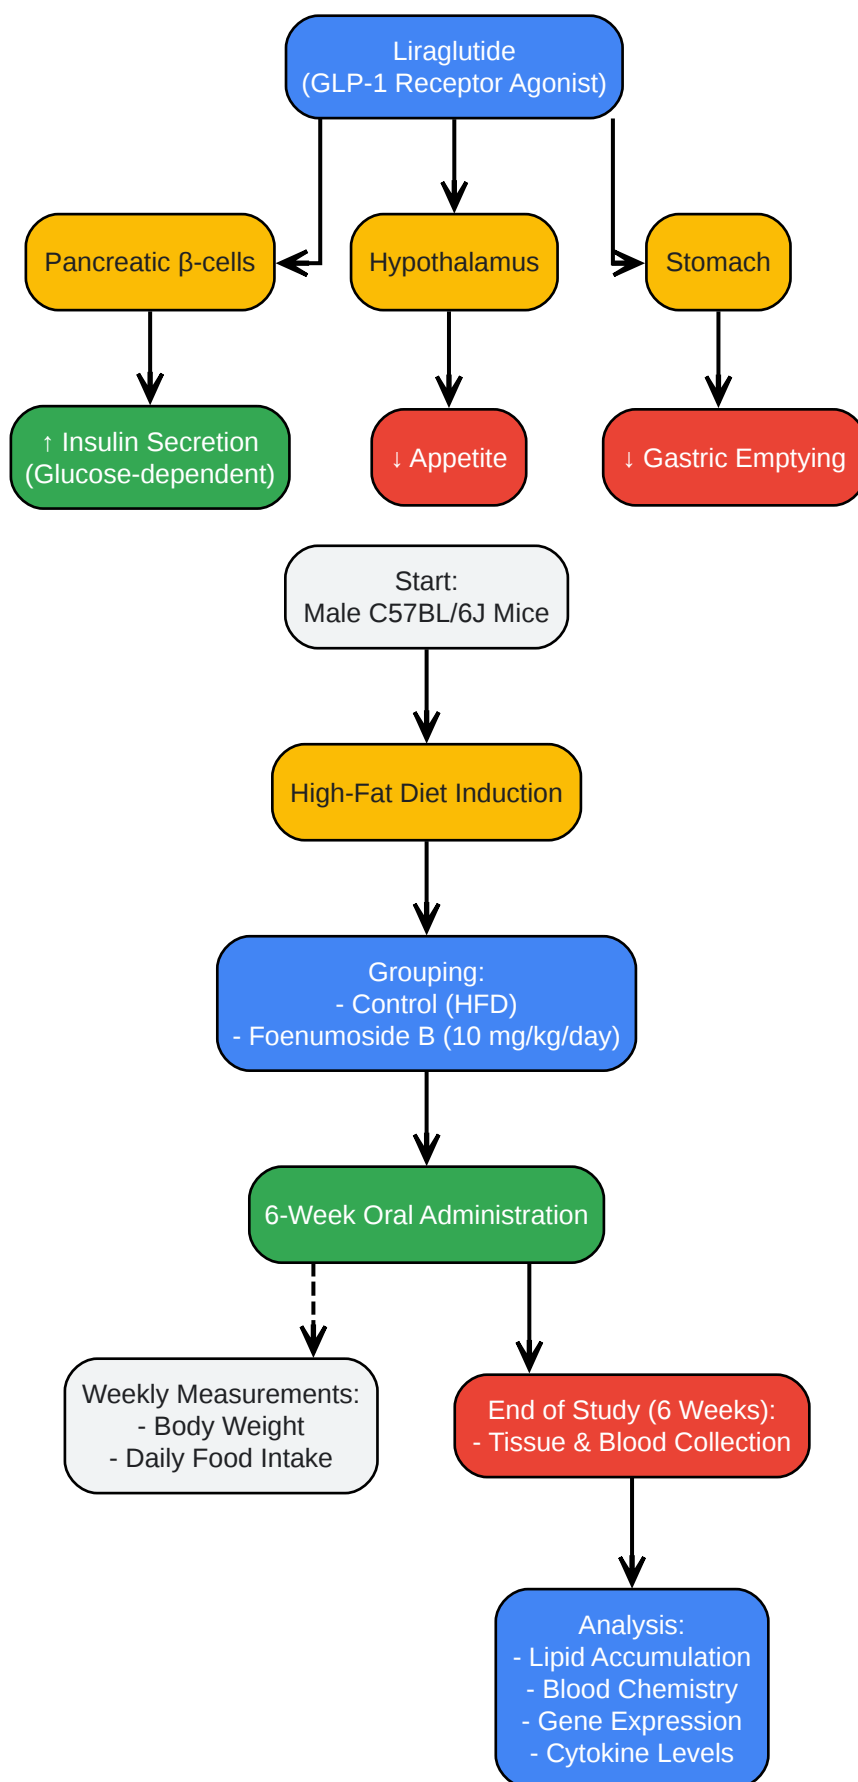 Liraglutide
(GLP-1 Receptor Agonist)
Pancreatic β-cells
Hypothalamus
Stomach
↑ Insulin Secretion
(Glucose-dependent)
↓ Appetite
↓ Gastric Emptying
Start:
Male C57BL/6J Mice
High-Fat Diet Induction
Grouping:
- Control (HFD)
- Foenumoside B (10 mg/kg/day)
6-Week Oral Administration
Weekly Measurements:
- Body Weight
- Daily Food Intake
End of Study (6 Weeks):
- Tissue & Blood Collection
Analysis:
- Lipid Accumulation
- Blood Chemistry
- Gene Expression
- Cytokine Levels